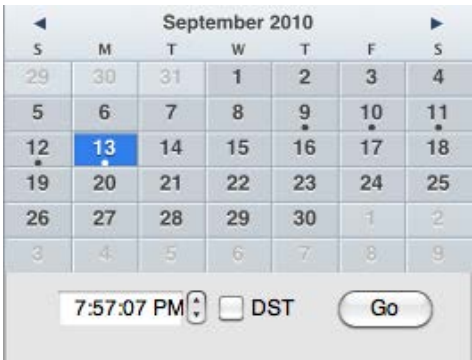 September 2010
S M T W T F S
29 30 31 1 2 3 4
5 6 7 8 9 10 11
12 13 14 15 16 17 18
19 20 21 22 23 24 25
26 27 28 29 30 1 2
3 4 5 6 7 8 9
7:57:07 PM DST Go